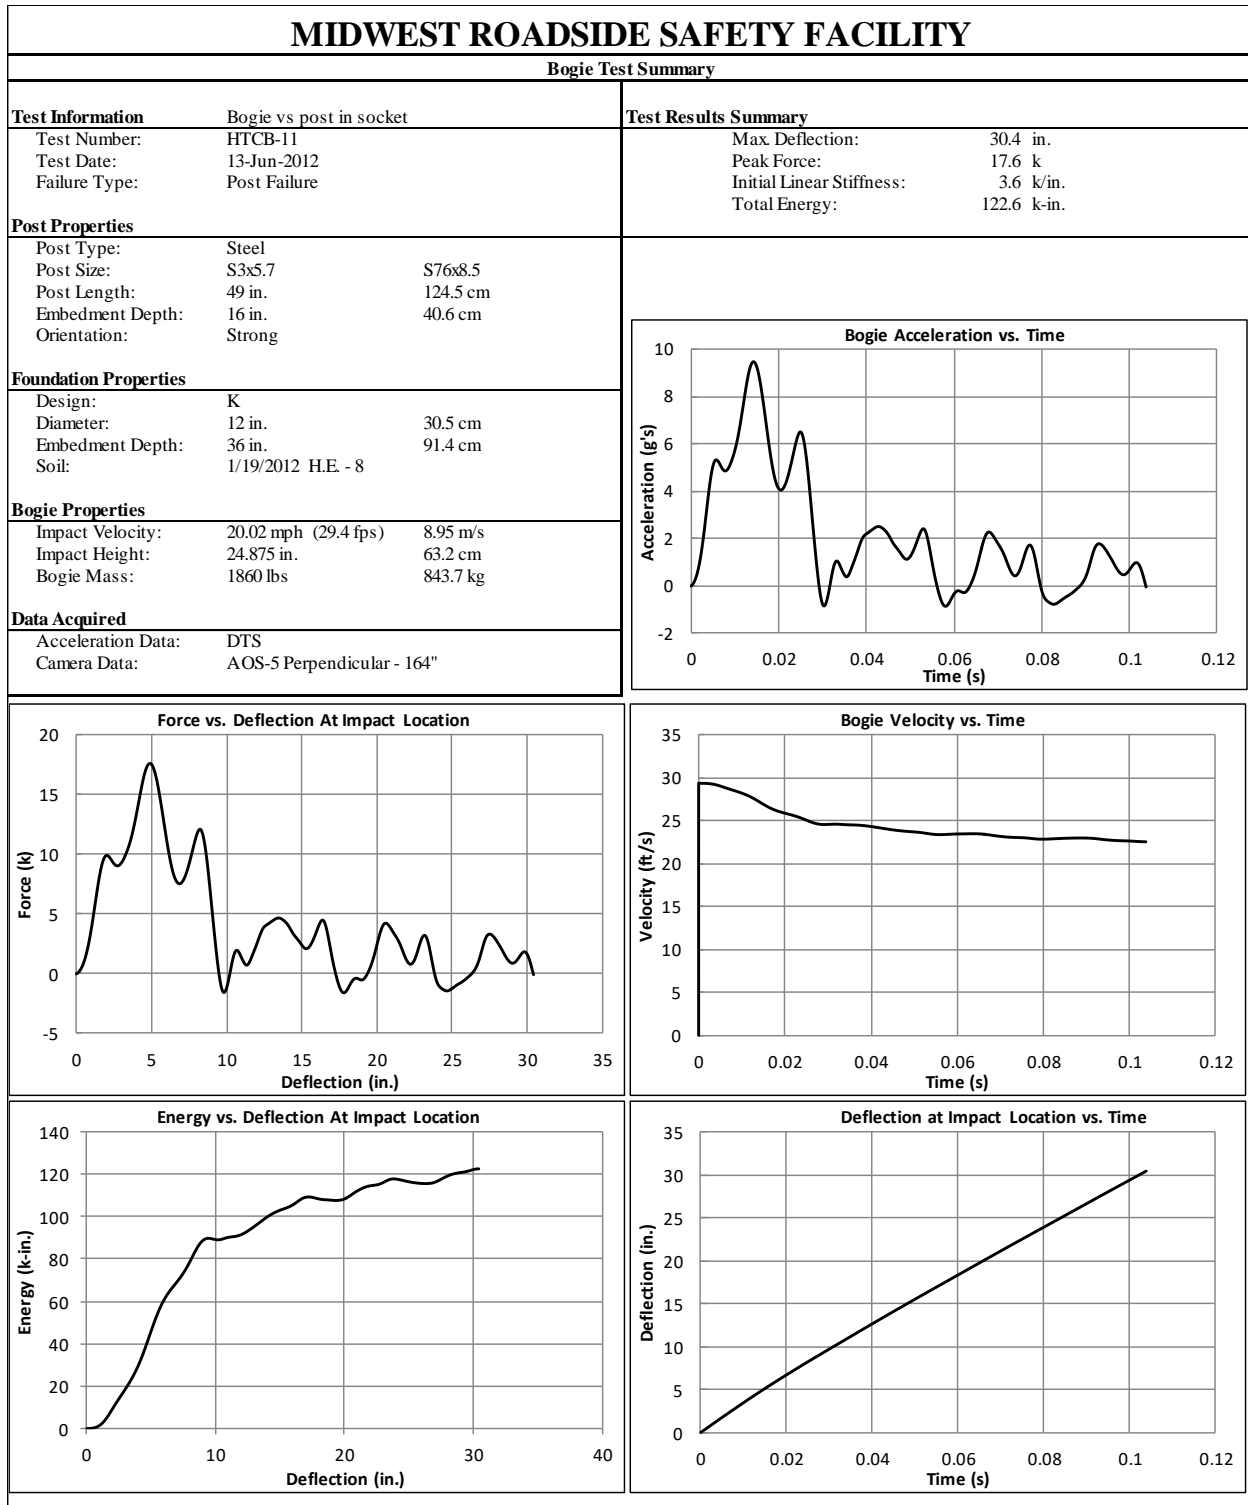 MIDWEST ROADSIDE SAFETY FACILITY
Bogie Test Summary
Test Information Bogie vs post in socket
Test Number: HTCB-11
Test Date: 13-Jun-2012
Failure Type: Post Failure
Post Properties
Post Type: Steel
Post Size: S3x5.7 S76x8.5
Post Length: 49 in. 124.5 cm
Embedment Depth: 16 in. 40.6 cm
Orientation: Strong
Foundation Properties
Design: K
Diameter: 12 in. 30.5 cm
Embedment Depth: 36 in. 91.4 cm
Soil: 1/19/2012 H.E. - 8
Bogie Properties
Impact Velocity: 20.02 mph (29.4 fps) 8.95 m/s
Impact Height: 24.875 in. 63.2 cm
Bogie Mass: 1860 lbs 843.7 kg
Data Acquired
Acceleration Data: DTS
Camera Data: AOS-5 Perpendicular - 164"
Test Results Summary
Max. Deflection: 30.4 in.
Peak Force: 17.6 k
Initial Linear Stiffness: 3.6 k/in.
Total Energy: 122.6 k-in.
Bogie Acceleration vs. Time
Acceleration (g's)
10
8
6
4
2
0
-2
0 0.02 0.04 0.06 0.08 0.1 0.12
Time (s)
Force vs. Deflection At Impact Location
Force (k)
20
15
10
5
0
-5
0 5 10 15 20 25 30 35
Deflection (in.)
Bogie Velocity vs. Time
Velocity (ft/s)
35
30
25
20
15
10
5
0
0 0.02 0.04 0.06 0.08 0.1 0.12
Time (s)
Energy vs. Deflection At Impact Location
Energy (k-in.)
140
120
100
80
60
40
20
0
0 10 20 30 40
Deflection (in.)
Deflection at Impact Location vs. Time
Deflection (in.)
35
30
25
20
15
10
5
0
0 0.02 0.04 0.06 0.08 0.1 0.12
Time (s)